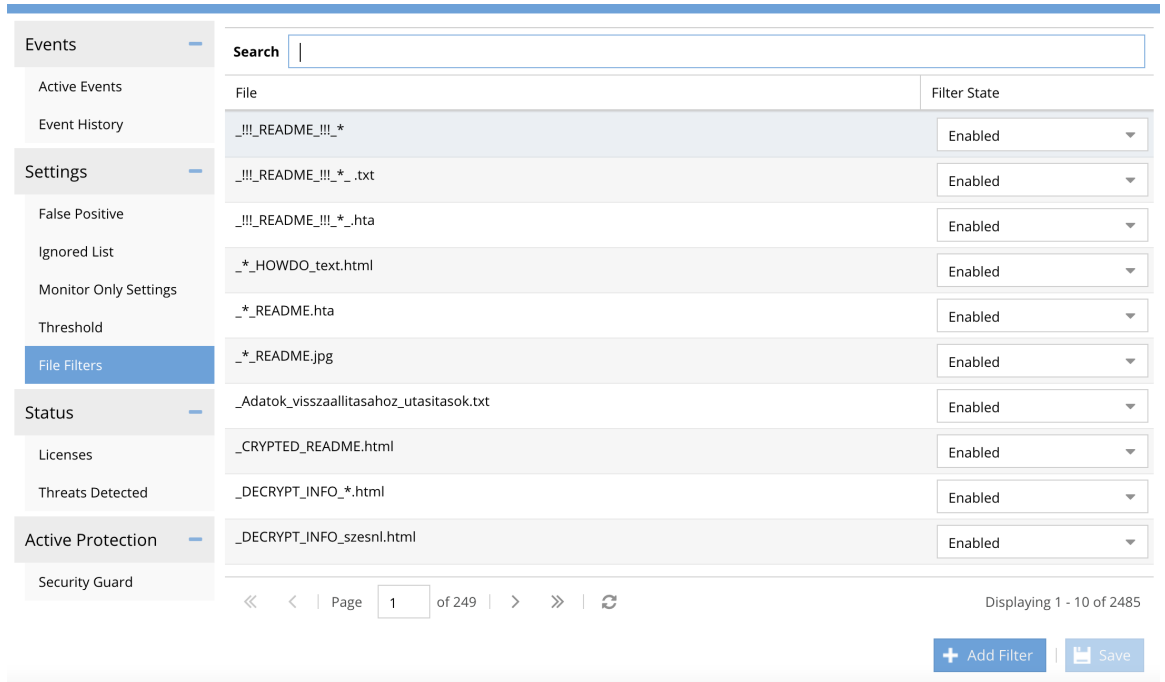 Events
Active Events
Event History
Settings
False Positive
Ignored List
Monitor Only Settings
Threshold
File Filters
Status
Licenses
Threats Detected
Active Protection
Security Guard
Search
File Filter State
_!!!_README_!!!_* Enabled
_!!!_README_!!!_*_ .txt Enabled
_!!!_README_!!!_*_.hta Enabled
_*_HOWDO_text.html Enabled
_*_README.hta Enabled
_*_README.jpg Enabled
_Adatok_visszaallitasahoz_utasitasok.txt Enabled
_CRYPTED_README.html Enabled
_DECRYPT_INFO_*.html Enabled
_DECRYPT_INFO_szesnl.html Enabled
Page 1 of 249 Displaying 1 - 10 of 2485
Add Filter Save